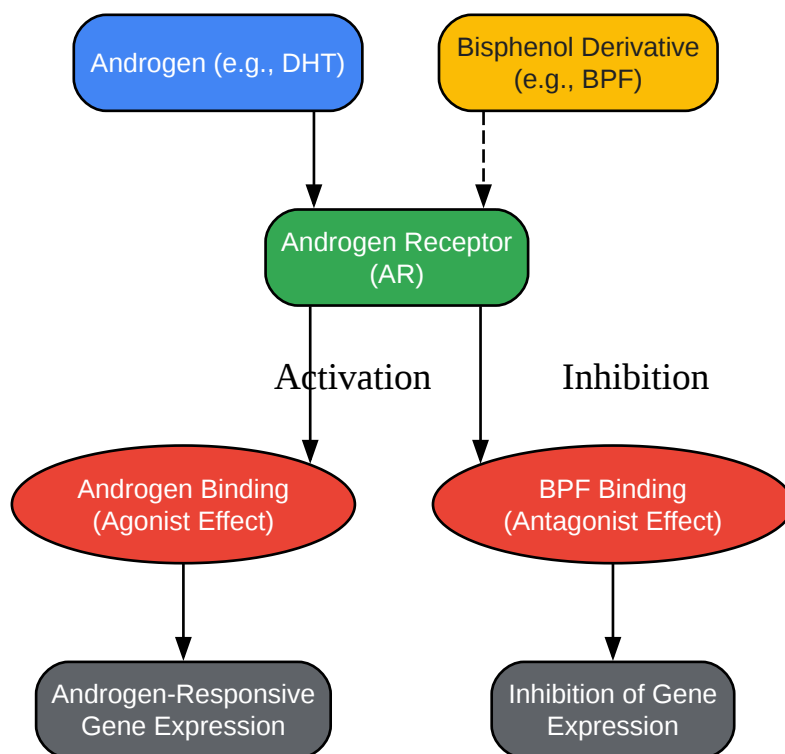 Androgen (e.g., DHT)
Bisphenol Derivative
(e.g., BPF)
Androgen Receptor
(AR)
Activation
Inhibition
Androgen Binding
(Agonist Effect)
BPF Binding
(Antagonist Effect)
Androgen-Responsive
Gene Expression
Inhibition of Gene
Expression